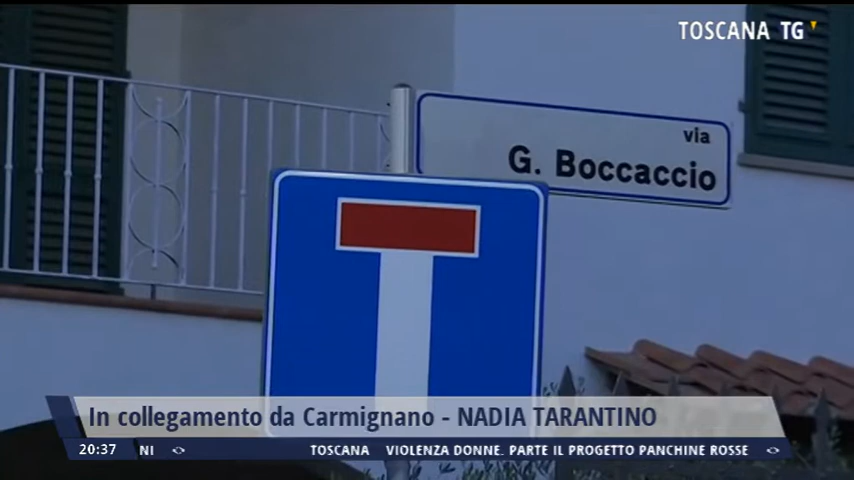 TOSCANA TG
via
G. Boccaccio
In collegamento da Carmignano - NADIA TARANTINO
20:37 NI TOSCANA VIOLENZA DONNE. PARTE IL PROGETTO PANCHINE ROSSE